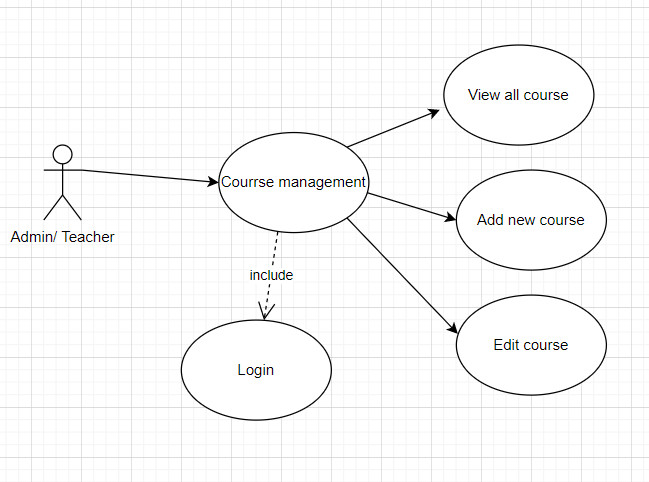 View all course
Courrse management
Add new course
Admin/ Teacher
include
Edit course
Login